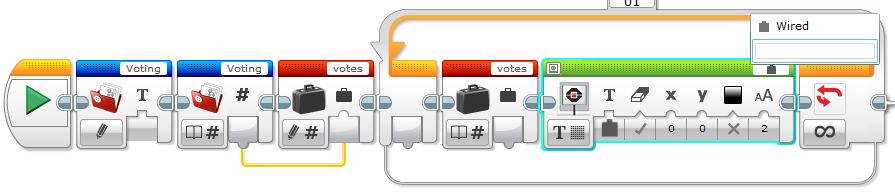 01
Wired
Voting
Voting
votes
votes
T
#
T
x
y
AA
#
#
#
T
0
0
2
∞